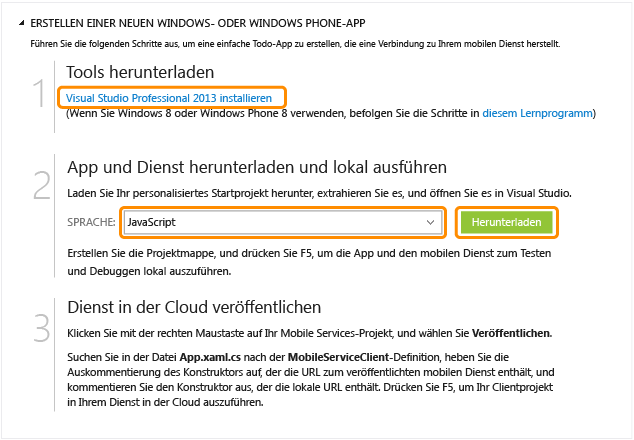 ERSTELLEN EINER NEUEN WINDOWS- ODER WINDOWS PHONE-APP
Führen Sie die folgenden Schritte aus, um eine einfache Todo-App zu erstellen, die eine Verbindung zu Ihrem mobilen Dienst herstellt.
1 Tools herunterladen
Visual Studio Professional 2013 installieren
(Wenn Sie Windows 8 oder Windows Phone 8 verwenden, befolgen Sie die Schritte in diesem Lernprogramm)
2 App und Dienst herunterladen und lokal ausführen
Laden Sie Ihr personalisiertes Startprojekt herunter, extrahieren Sie es, und öffnen Sie es in Visual Studio.
SPRACHE: JavaScript Herunterladen
Erstellen Sie die Projektmappe, und drücken Sie F5, um die App und den mobilen Dienst zum Testen
und Debuggen lokal auszuführen.
3 Dienst in der Cloud veröffentlichen
Klicken Sie mit der rechten Maustaste auf Ihr Mobile Services-Projekt, und wählen Sie Veröffentlichen.
Suchen Sie in der Datei App.xaml.cs nach der MobileServiceClient-Definition, heben Sie die
Auskommentierung des Konstruktors auf, der die URL zum veröffentlichten mobilen Dienst enthält, und
kommentieren Sie den Konstruktor aus, der die lokale URL enthält. Drücken Sie F5, um Ihr Clientprojekt
in Ihrem Dienst in der Cloud auszuführen.